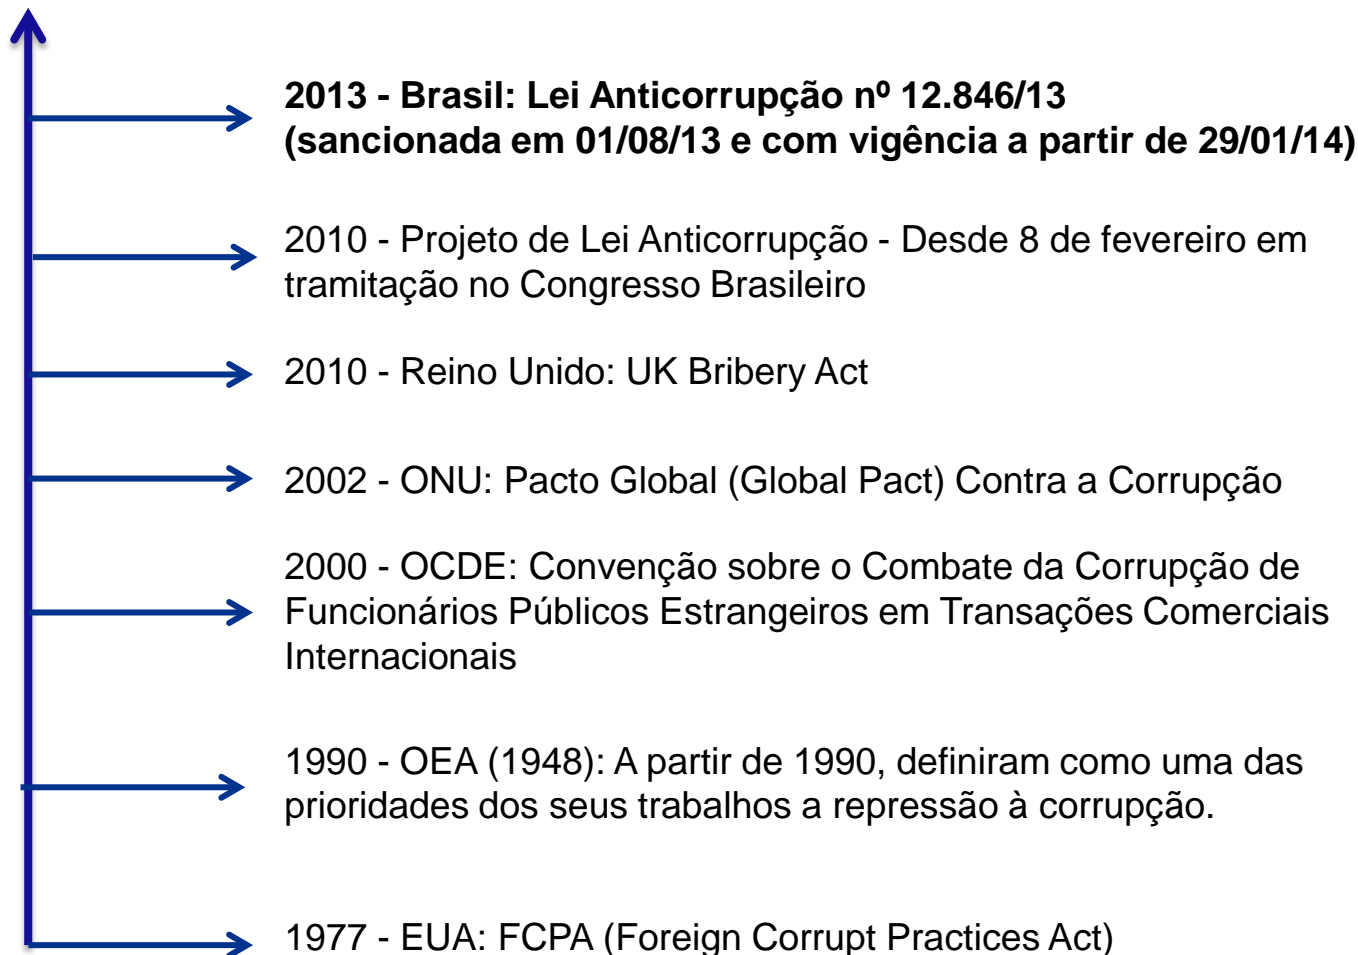 2013 - Brasil: Lei Anticorrupção nº 12.846/13
(sancionada em 01/08/13 e com vigência a partir de 29/01/14)
2010 - Projeto de Lei Anticorrupção - Desde 8 de fevereiro em
tramitação no Congresso Brasileiro
2010 - Reino Unido: UK Bribery Act
2002 - ONU: Pacto Global (Global Pact) Contra a Corrupção
2000 - OCDE: Convenção sobre o Combate da Corrupção de
Funcionários Públicos Estrangeiros em Transações Comerciais
Internacionais
1990 - OEA (1948): A partir de 1990, definiram como uma das
prioridades dos seus trabalhos a repressão à corrupção.
1977 - EUA: FCPA (Foreign Corrupt Practices Act)